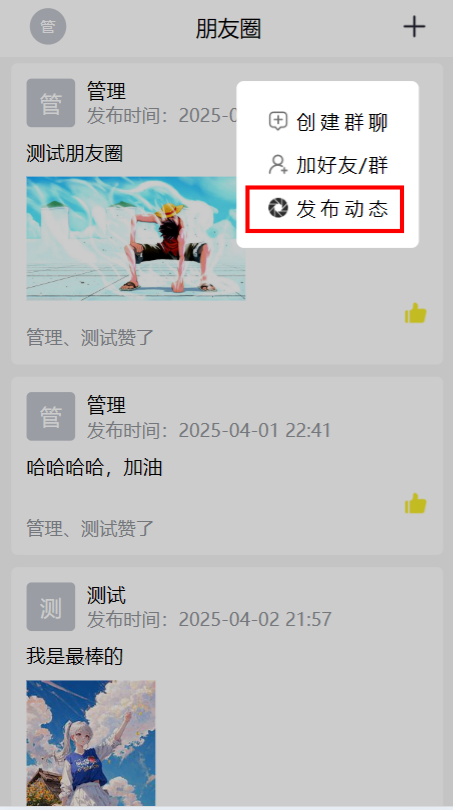 管
朋友圈
管
管理
发布时间：2025-0
测试朋友圈
创建群聊
加好友/群
发布动态
管理、测试赞了
管
管理
发布时间：2025-04-01 22:41
哈哈哈哈，加油
管理、测试赞了
测
测试
发布时间：2025-04-02 21:57
我是最棒的